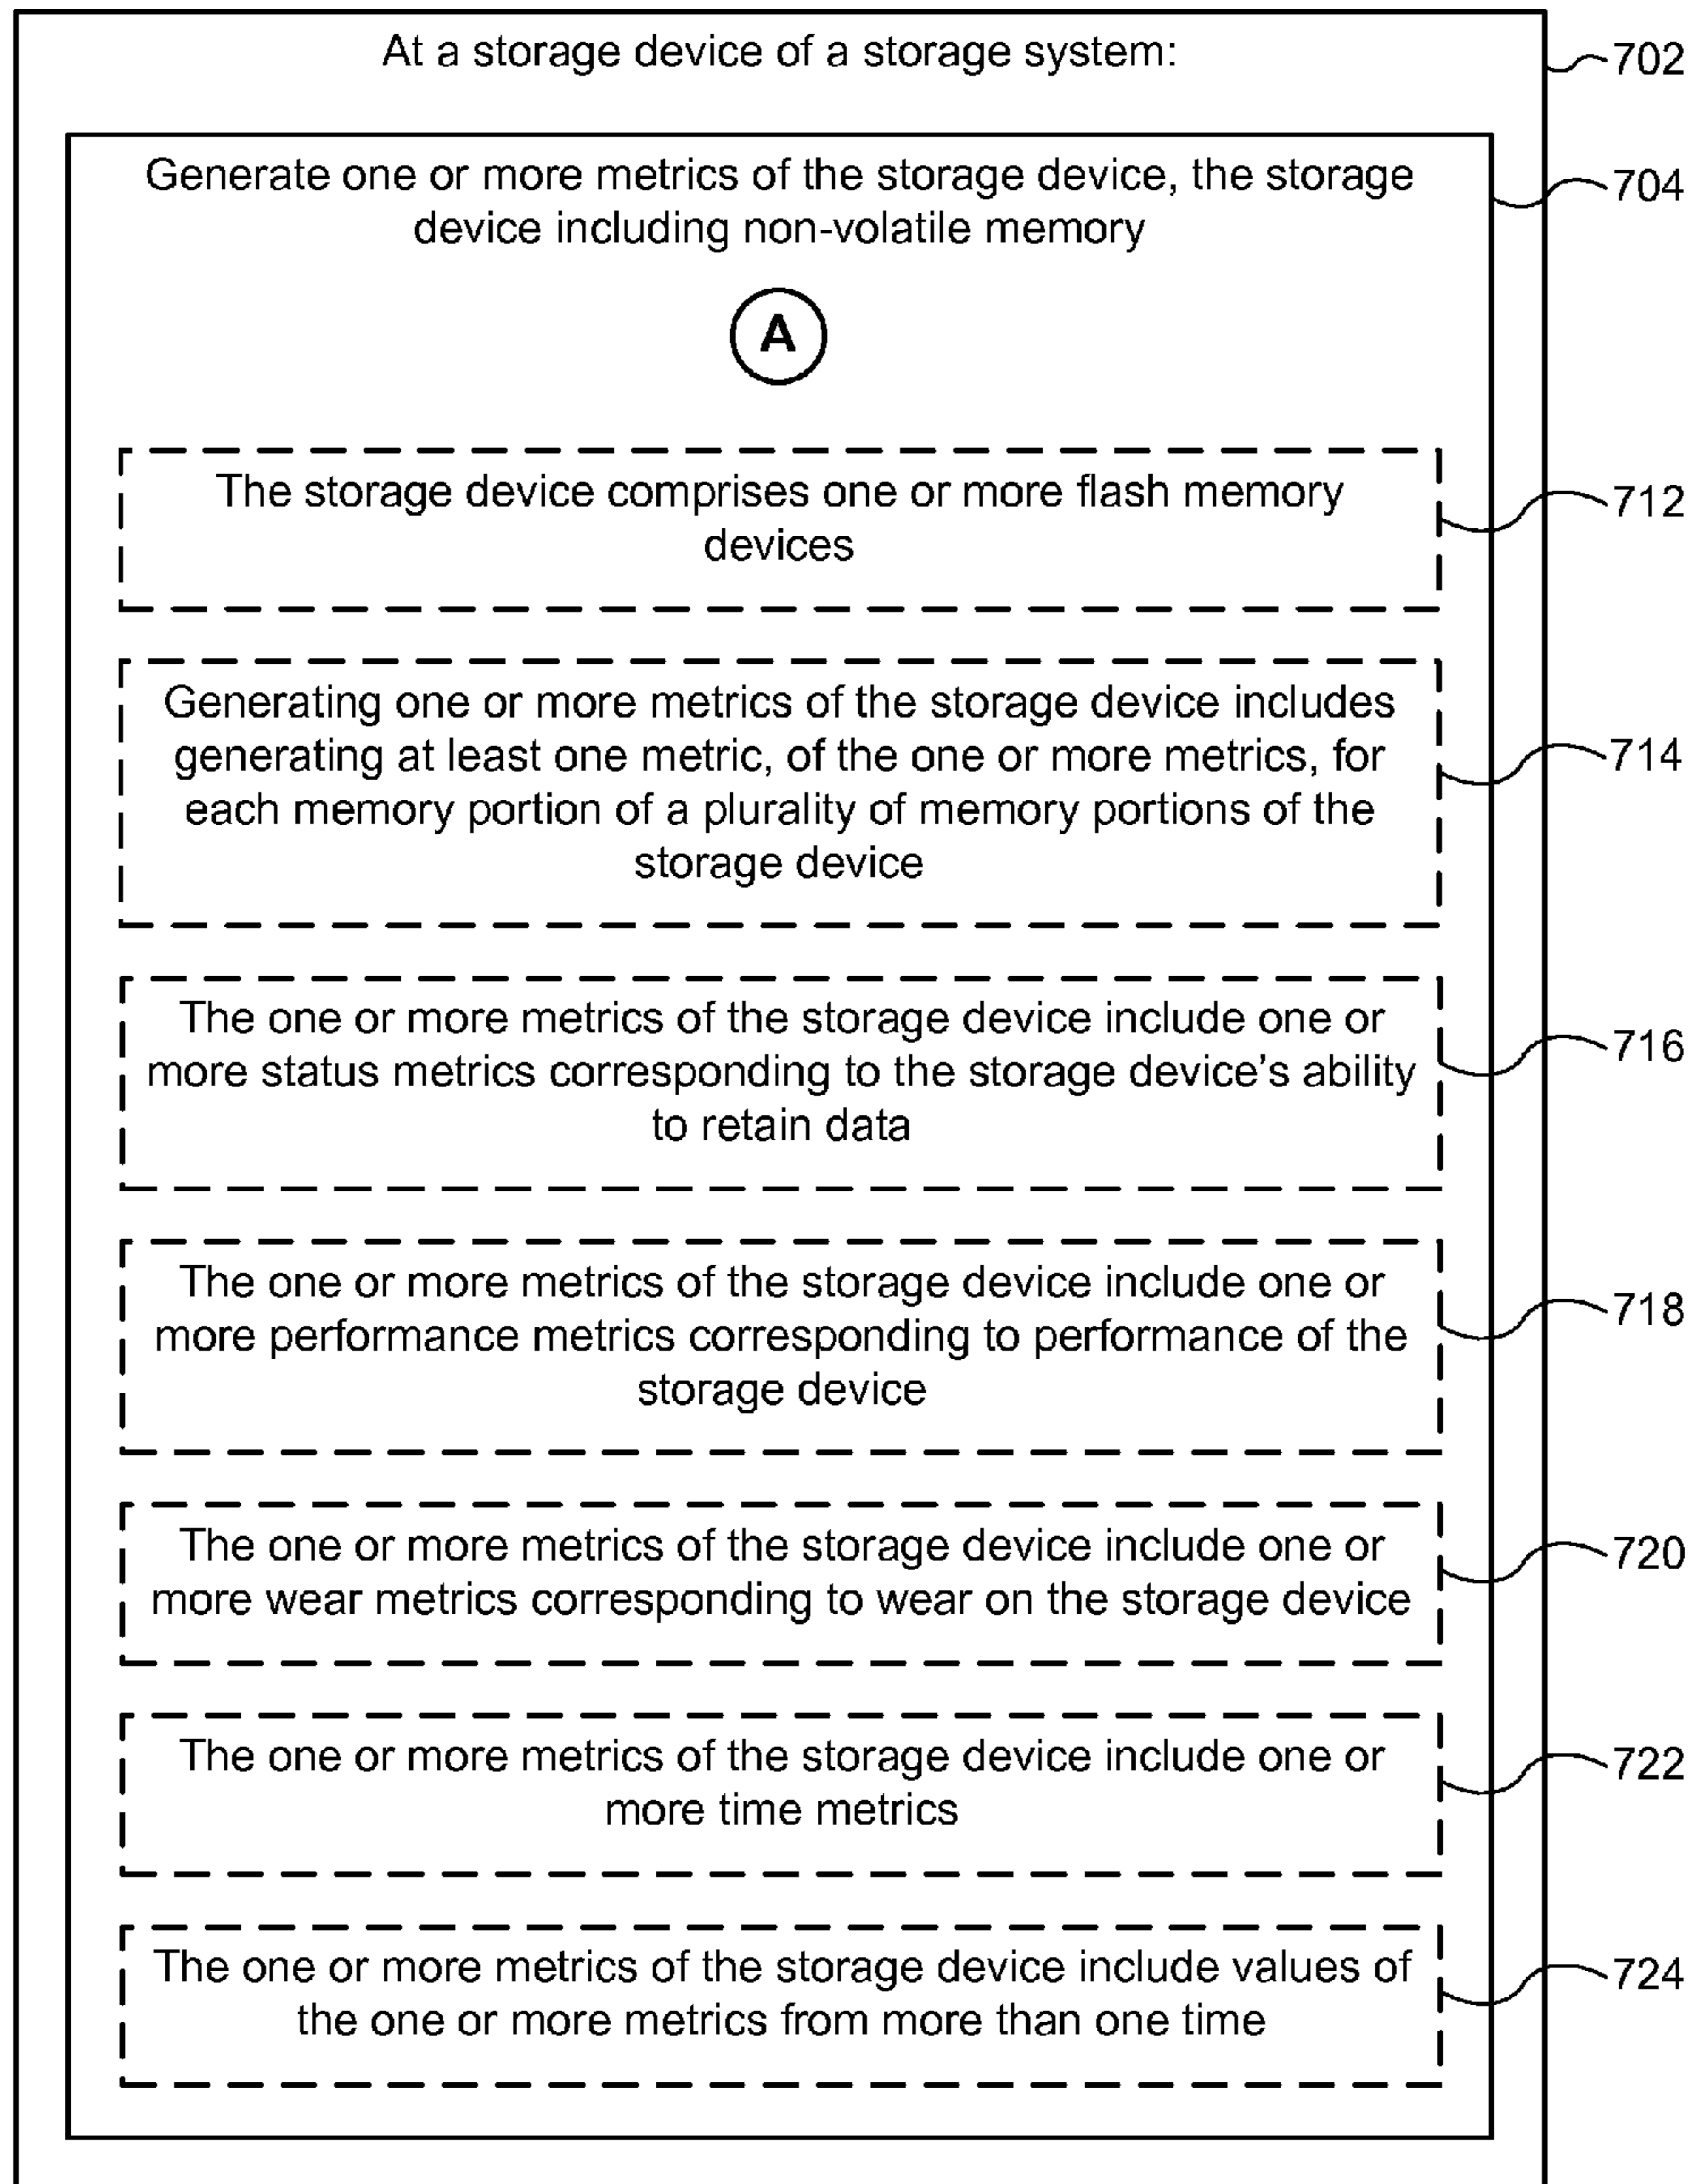 At a storage device of a storage system:
702
Generate one or more metrics of the storage device, the storage
device including non-volatile memory
704
A
The storage device comprises one or more flash memory
devices
712
Generating one or more metrics of the storage device includes
generating at least one metric, of the one or more metrics, for
each memory portion of a plurality of memory portions of the
storage device
714
The one or more metrics of the storage device include one or
more status metrics corresponding to the storage device’s ability
to retain data
716
The one or more metrics of the storage device include one or
more performance metrics corresponding to performance of the
storage device
718
The one or more metrics of the storage device include one or
more wear metrics corresponding to wear on the storage device
720
The one or more metrics of the storage device include one or
more time metrics
722
The one or more metrics of the storage device include values of
the one or more metrics from more than one time
724